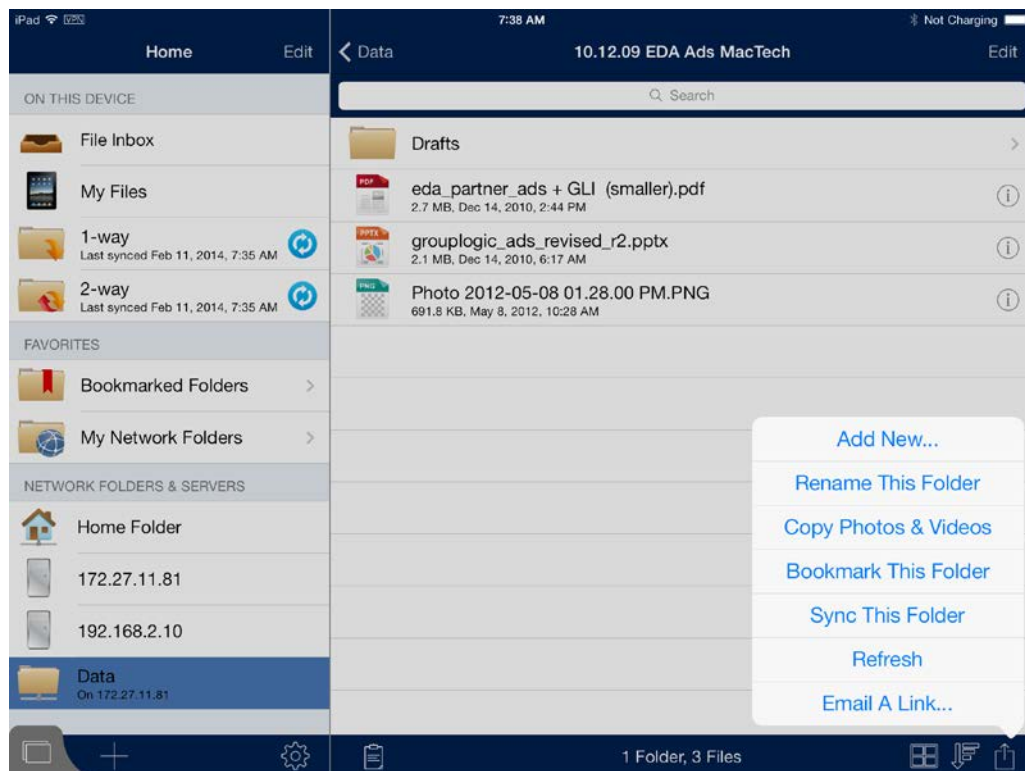 iPad VPN 7:38 AM Not Charging
Home Edit
Data 10.12.09 EDA Ads MacTech Edit
ON THIS DEVICE
File Inbox
My Files
1-way
Last synced Feb 11, 2014, 7:35 AM
2-way
Last synced Feb 11, 2014, 7:35 AM
FAVORITES
Bookmarked Folders
My Network Folders
NETWORK FOLDERS & SERVERS
Home Folder
172.27.11.81
192.168.2.10
Data
On 172.27.11.81
Search
Drafts
PDF
eda_partner_ads + GLI (smaller).pdf
2.7 MB, Dec 14, 2010, 2:44 PM
PPTX
grouplogic_ads_revised_r2.pptx
2.1 MB, Dec 14, 2010, 6:17 AM
PNG
Photo 2012-05-08 01.28.00 PM.PNG
691.8 KB, May 8, 2012, 10:28 AM
Add New...
Rename This Folder
Copy Photos & Videos
Bookmark This Folder
Sync This Folder
Refresh
Email A Link...
1 Folder, 3 Files